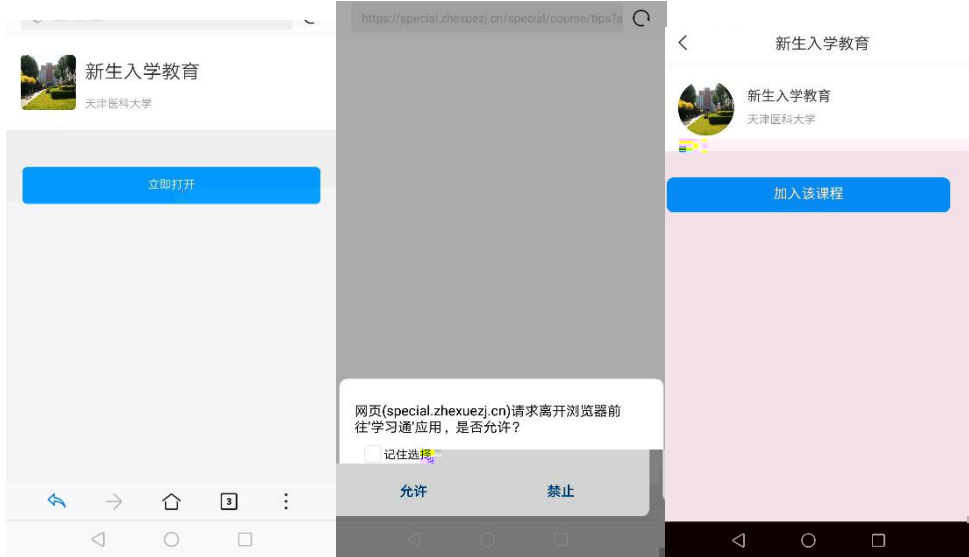 新生入学教育
天津医科大学
立即打开
3
https://special.zhexuezj.cn/special/course/tips?a
网页(special.zhexuezj.cn)请求离开浏览器前
往'学习通'应用，是否允许？
记住选择
允许
禁止
新生入学教育
新生入学教育
天津医科大学
加入该课程